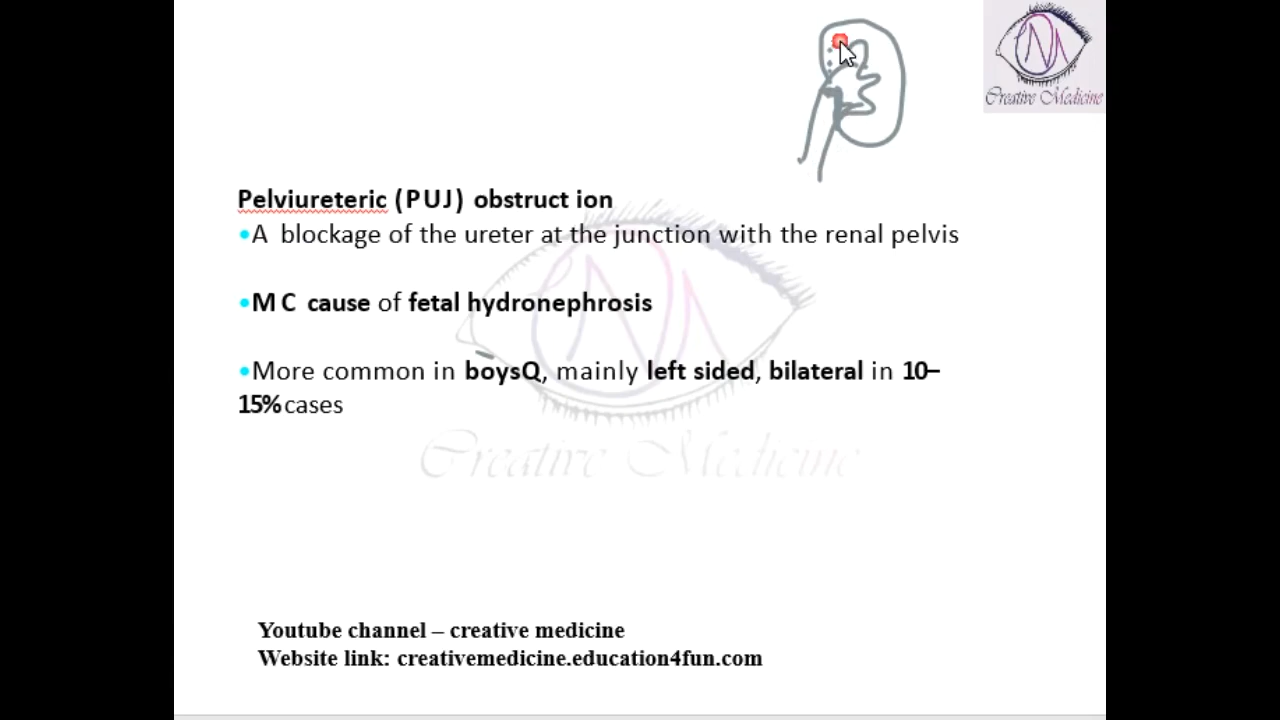 Creative Medicine
Pelviureteric (PUJ) obstruct ion
•A blockage of the ureter at the junction with the renal pelvis
•M C cause of fetal hydronephrosis
•More common in boysQ, mainly left sided, bilateral in 10–
15% cases
Creative Medicine
Youtube channel – creative medicine
Website link: creativemedicine.education4fun.com